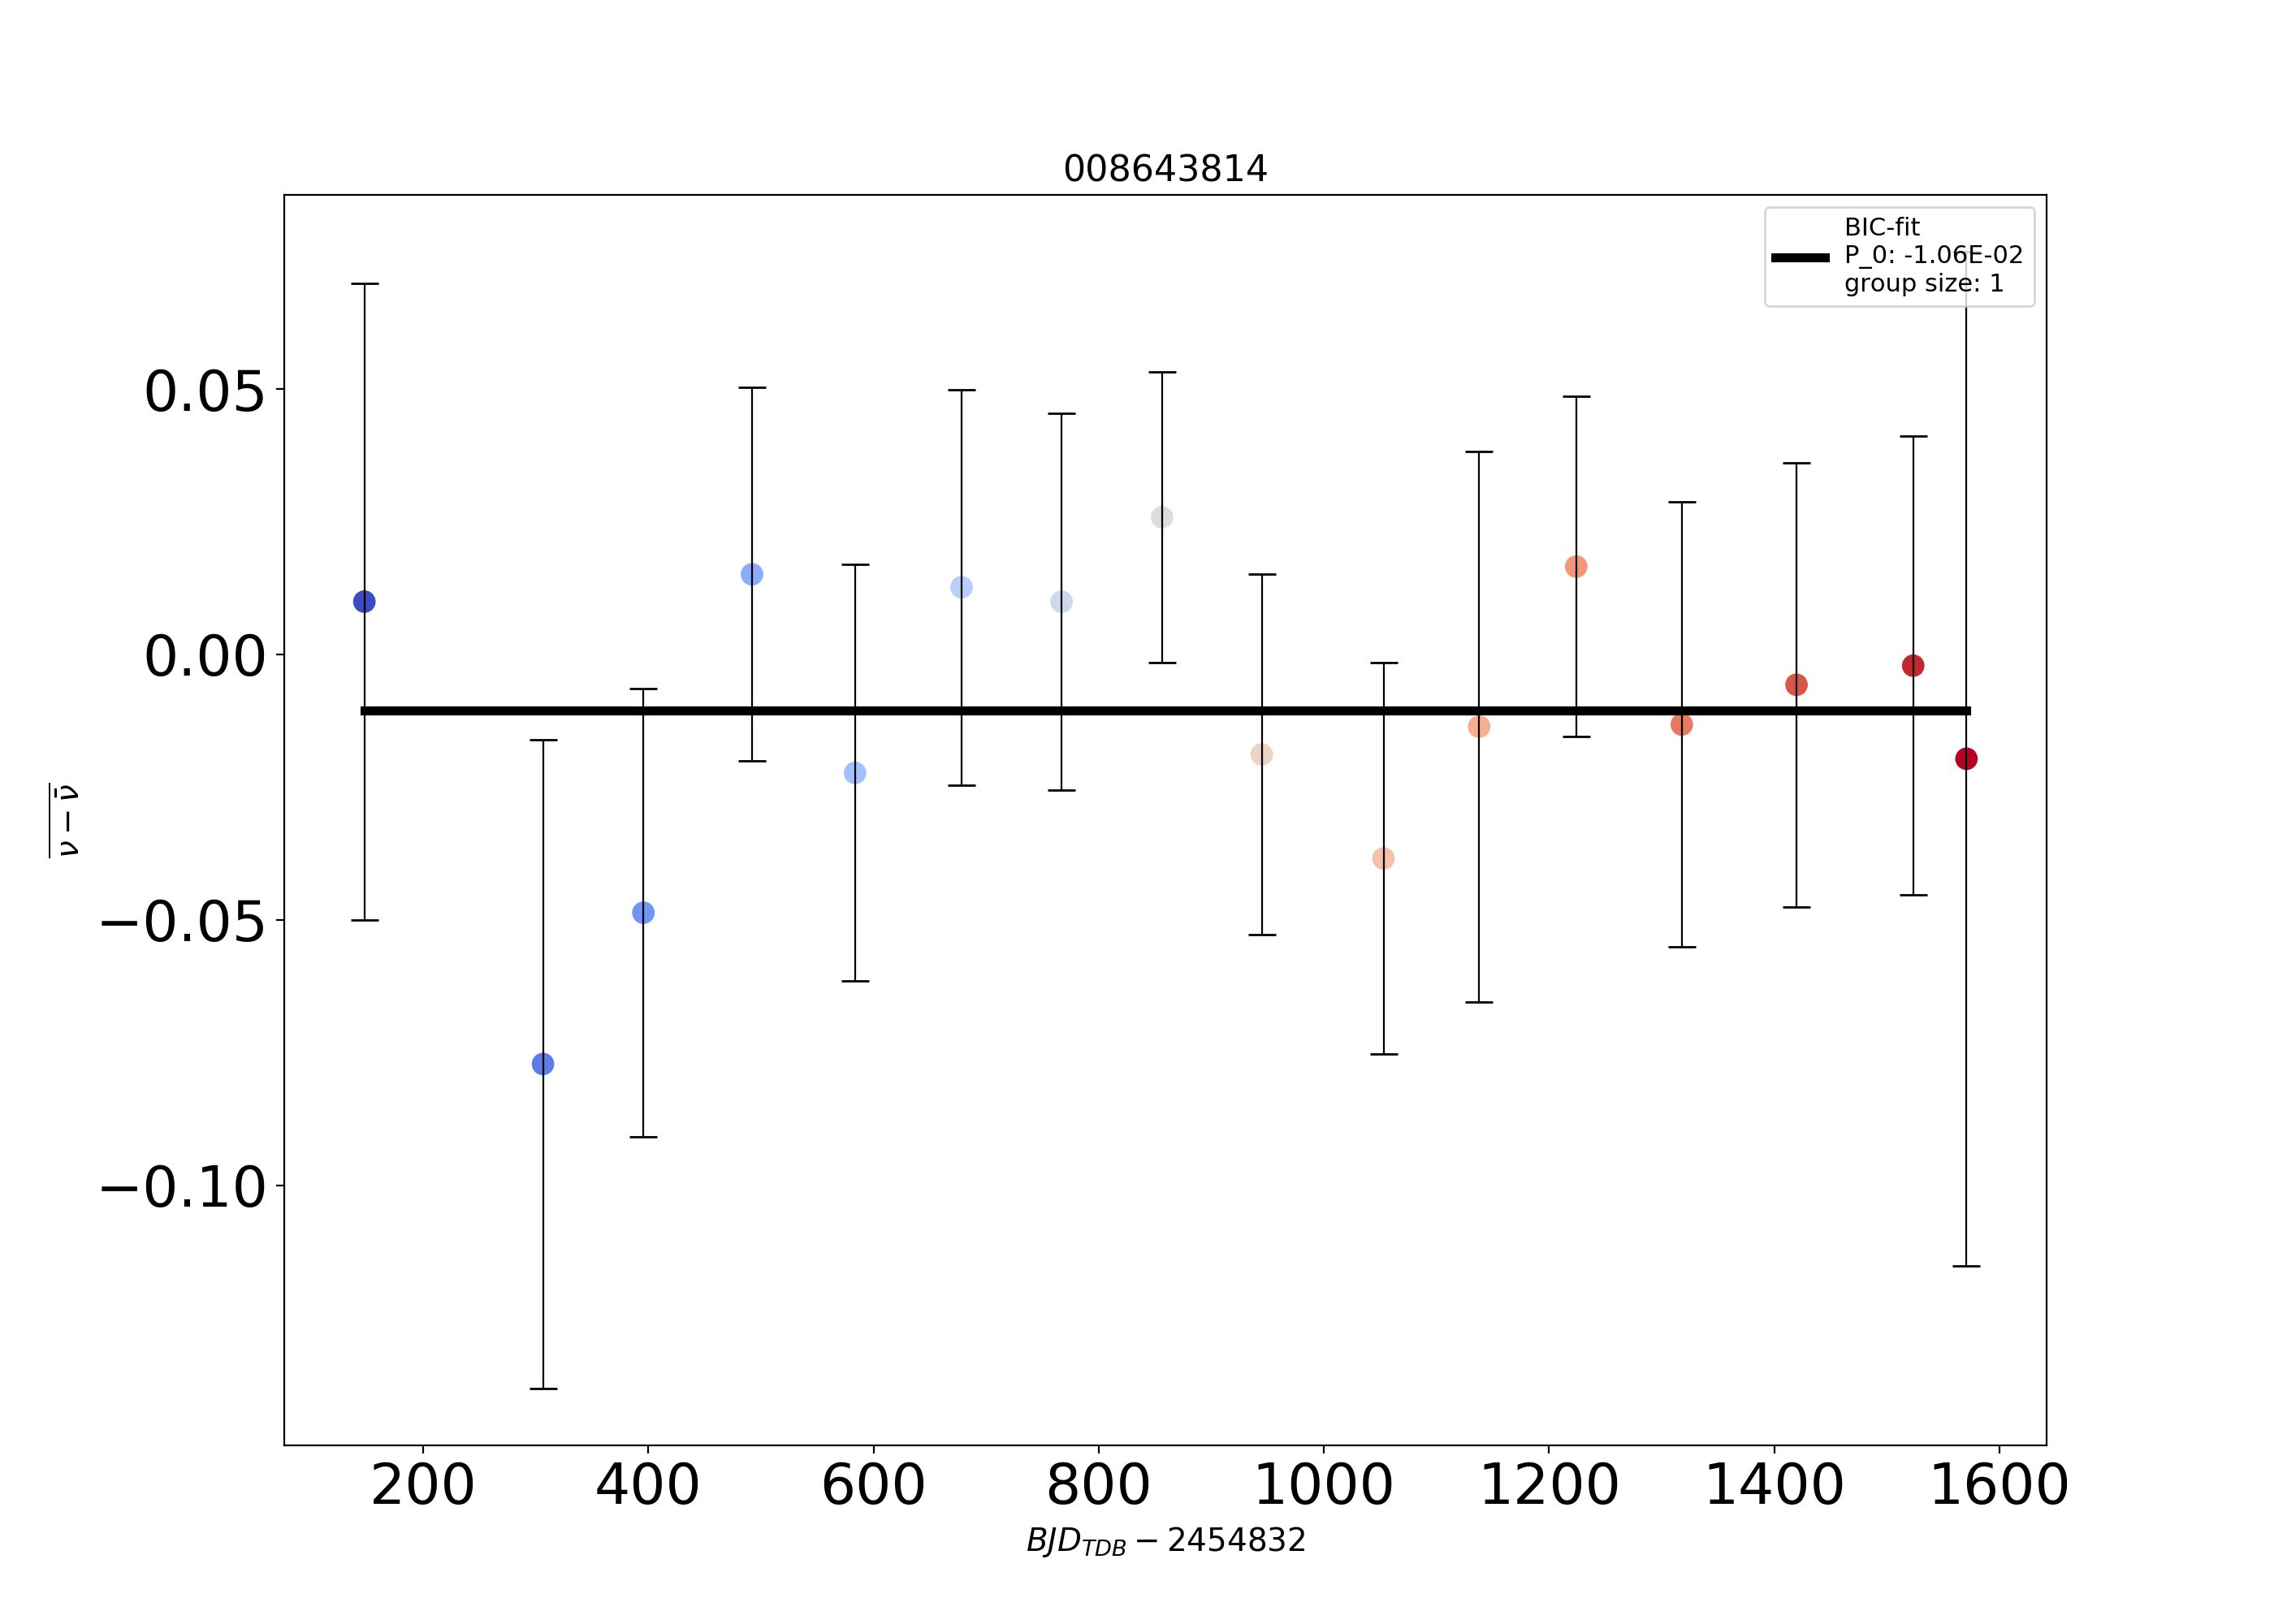 008643814
BIC-fit
P_0: -1.06E-02
group size: 1
0.05
0.00
−0.05
−0.10
ν − ν̄
200 400 600 800 1000 1200 1400 1600
BJD_TDB − 2454832